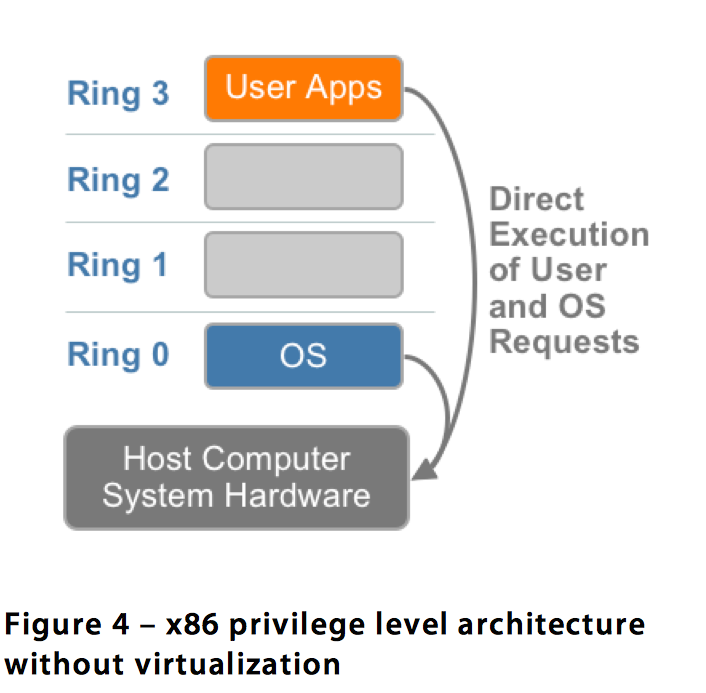 Ring 3
User Apps
Ring 2
Ring 1
Ring 0
OS
Direct
Execution
of User
and OS
Requests
Host Computer
System Hardware
Figure 4 – x86 privilege level architecture
without virtualization